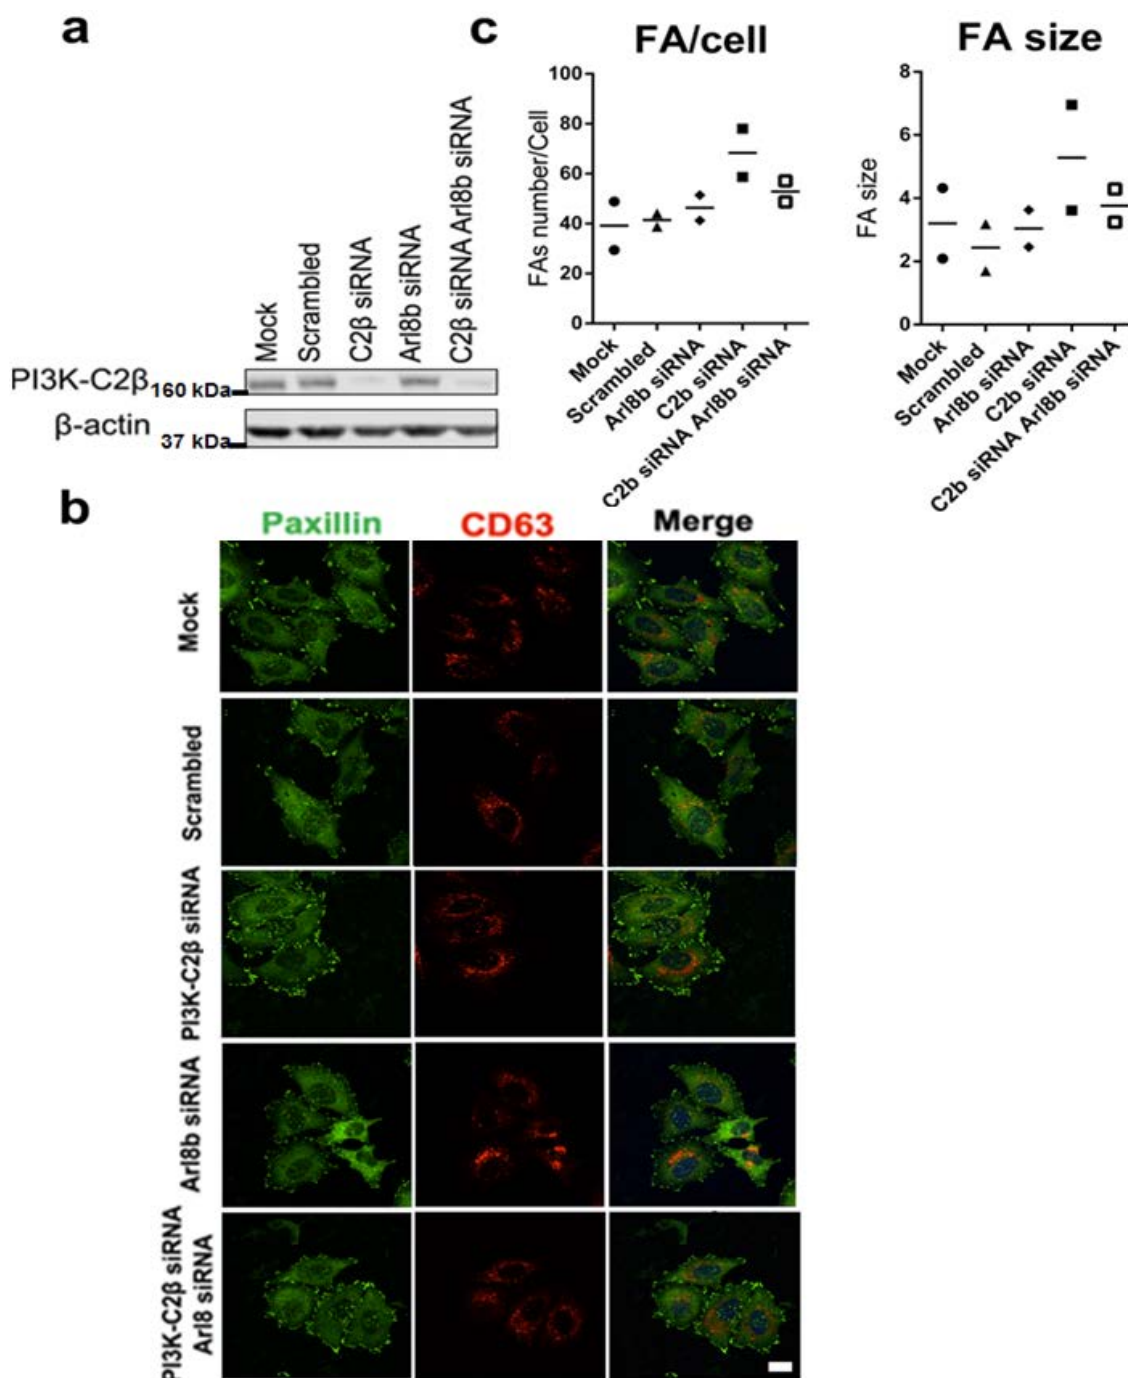 a
Mock
Scrambled
C2β siRNA
Arl8b siRNA
C2β siRNA Arl8b siRNA
PI3K-C2β
160 kDa
β-actin
37 kDa
c
FA/cell
FAs number/Cell
100
80
60
40
20
0
Mock
Scrambled
Arl8b siRNA
C2b siRNA
C2b siRNA Arl8b siRNA
FA size
FA size
8
6
4
2
0
Mock
Scrambled
Arl8b siRNA
C2b siRNA
C2b siRNA Arl8b siRNA
b
Paxillin
CD63
Merge
Mock
Scrambled
PI3K-C2β siRNA
Arl8b siRNA
PI3K-C2β siRNA
Arl8 siRNA